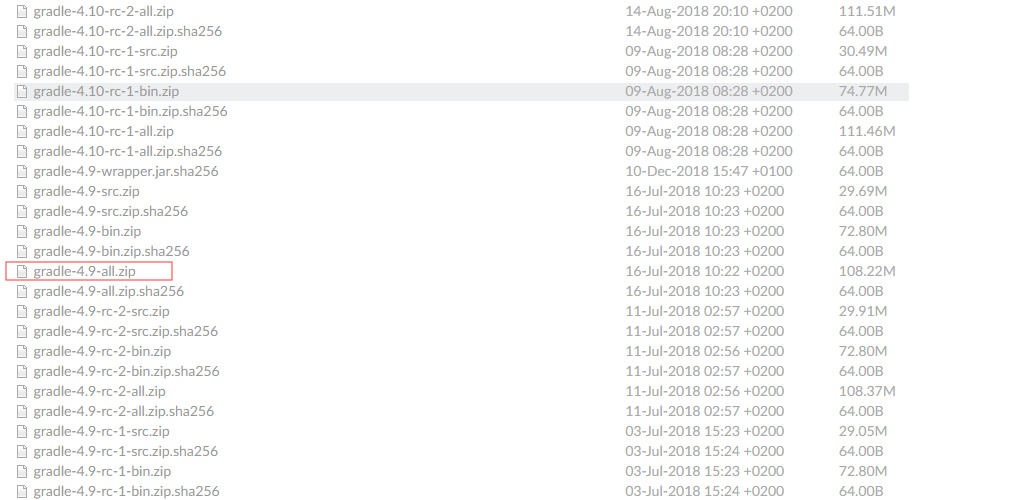 gradle-4.10-rc-2-all.zip 14-Aug-2018 20:10 +0200 111.51M
gradle-4.10-rc-2-all.zip.sha256 14-Aug-2018 20:10 +0200 64.00B
gradle-4.10-rc-1-src.zip 09-Aug-2018 08:28 +0200 30.49M
gradle-4.10-rc-1-src.zip.sha256 09-Aug-2018 08:28 +0200 64.00B
gradle-4.10-rc-1-bin.zip 09-Aug-2018 08:28 +0200 74.77M
gradle-4.10-rc-1-bin.zip.sha256 09-Aug-2018 08:28 +0200 64.00B
gradle-4.10-rc-1-all.zip 09-Aug-2018 08:28 +0200 111.46M
gradle-4.10-rc-1-all.zip.sha256 09-Aug-2018 08:28 +0200 64.00B
gradle-4.9-wrapper.jar.sha256 10-Dec-2018 15:47 +0100 64.00B
gradle-4.9-src.zip 16-Jul-2018 10:23 +0200 29.69M
gradle-4.9-src.zip.sha256 16-Jul-2018 10:23 +0200 64.00B
gradle-4.9-bin.zip 16-Jul-2018 10:23 +0200 72.80M
gradle-4.9-bin.zip.sha256 16-Jul-2018 10:23 +0200 64.00B
gradle-4.9-all.zip 16-Jul-2018 10:22 +0200 108.22M
gradle-4.9-all.zip.sha256 16-Jul-2018 10:23 +0200 64.00B
gradle-4.9-rc-2-src.zip 11-Jul-2018 02:57 +0200 29.91M
gradle-4.9-rc-2-src.zip.sha256 11-Jul-2018 02:57 +0200 64.00B
gradle-4.9-rc-2-bin.zip 11-Jul-2018 02:56 +0200 72.80M
gradle-4.9-rc-2-bin.zip.sha256 11-Jul-2018 02:57 +0200 64.00B
gradle-4.9-rc-2-all.zip 11-Jul-2018 02:56 +0200 108.37M
gradle-4.9-rc-2-all.zip.sha256 11-Jul-2018 02:57 +0200 64.00B
gradle-4.9-rc-1-src.zip 03-Jul-2018 15:23 +0200 29.05M
gradle-4.9-rc-1-src.zip.sha256 03-Jul-2018 15:24 +0200 64.00B
gradle-4.9-rc-1-bin.zip 03-Jul-2018 15:23 +0200 72.80M
gradle-4.9-rc-1-bin.zip.sha256 03-Jul-2018 15:24 +0200 64.00B